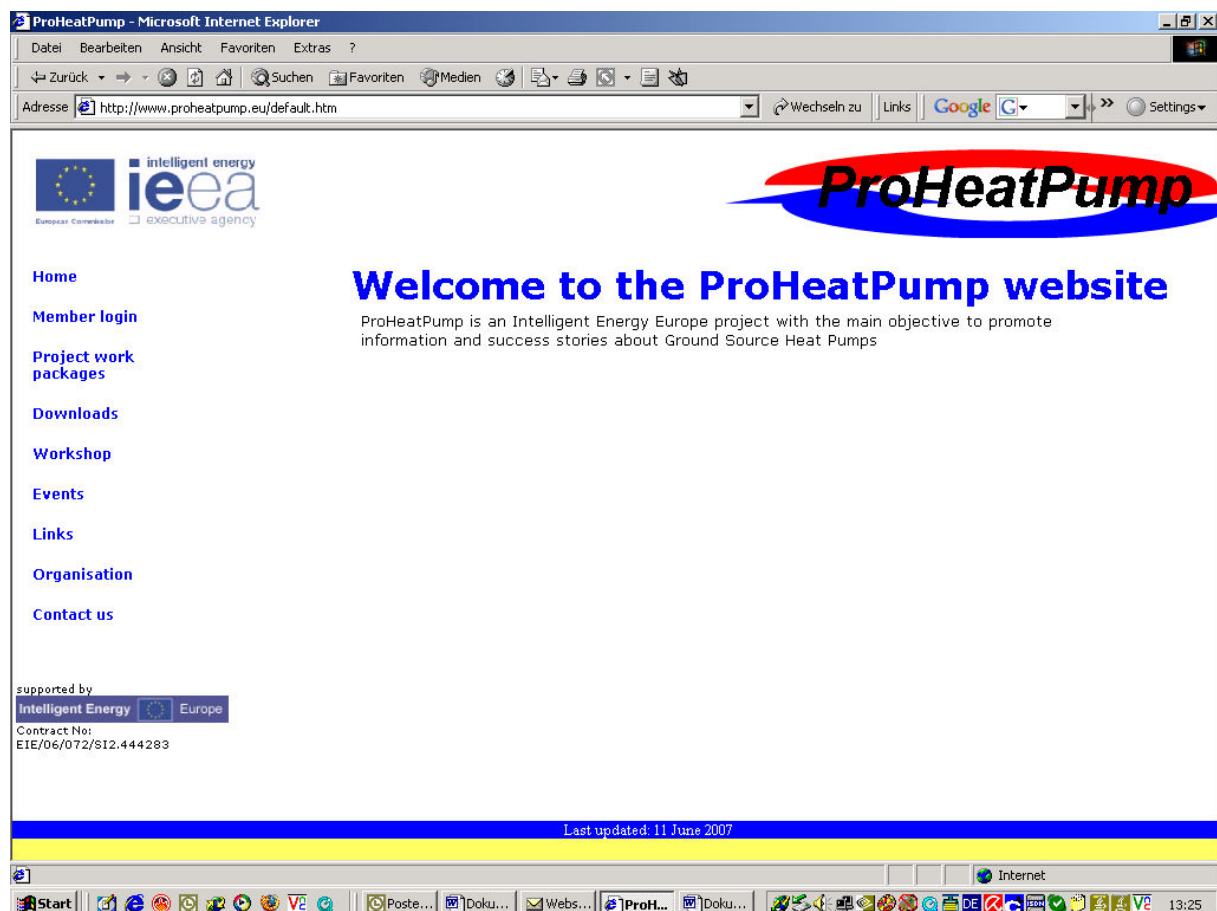 ProHeatPump - Microsoft Internet Explorer
Datei Bearbeiten Ansicht Favoriten Extras ?
Zurück Suchen Favoriten Medien
Adresse http://www.proheatpump.eu/default.htm Wechseln zu Links Google G Settings
intelligent energy
ieea
executive agency
European Commission
ProHeatPump
Home
Member login
Project work
packages
Downloads
Workshop
Events
Links
Organisation
Contact us
Welcome to the ProHeatPump website
ProHeatPump is an Intelligent Energy Europe project with the main objective to promote
information and success stories about Ground Source Heat Pumps
supported by
Intelligent Energy Europe
Contract No:
EIE/06/072/SI2.444283
Last updated: 11 June 2007
Internet
Start Poste... Doku... Webs... ProH... Doku... DE 13:25